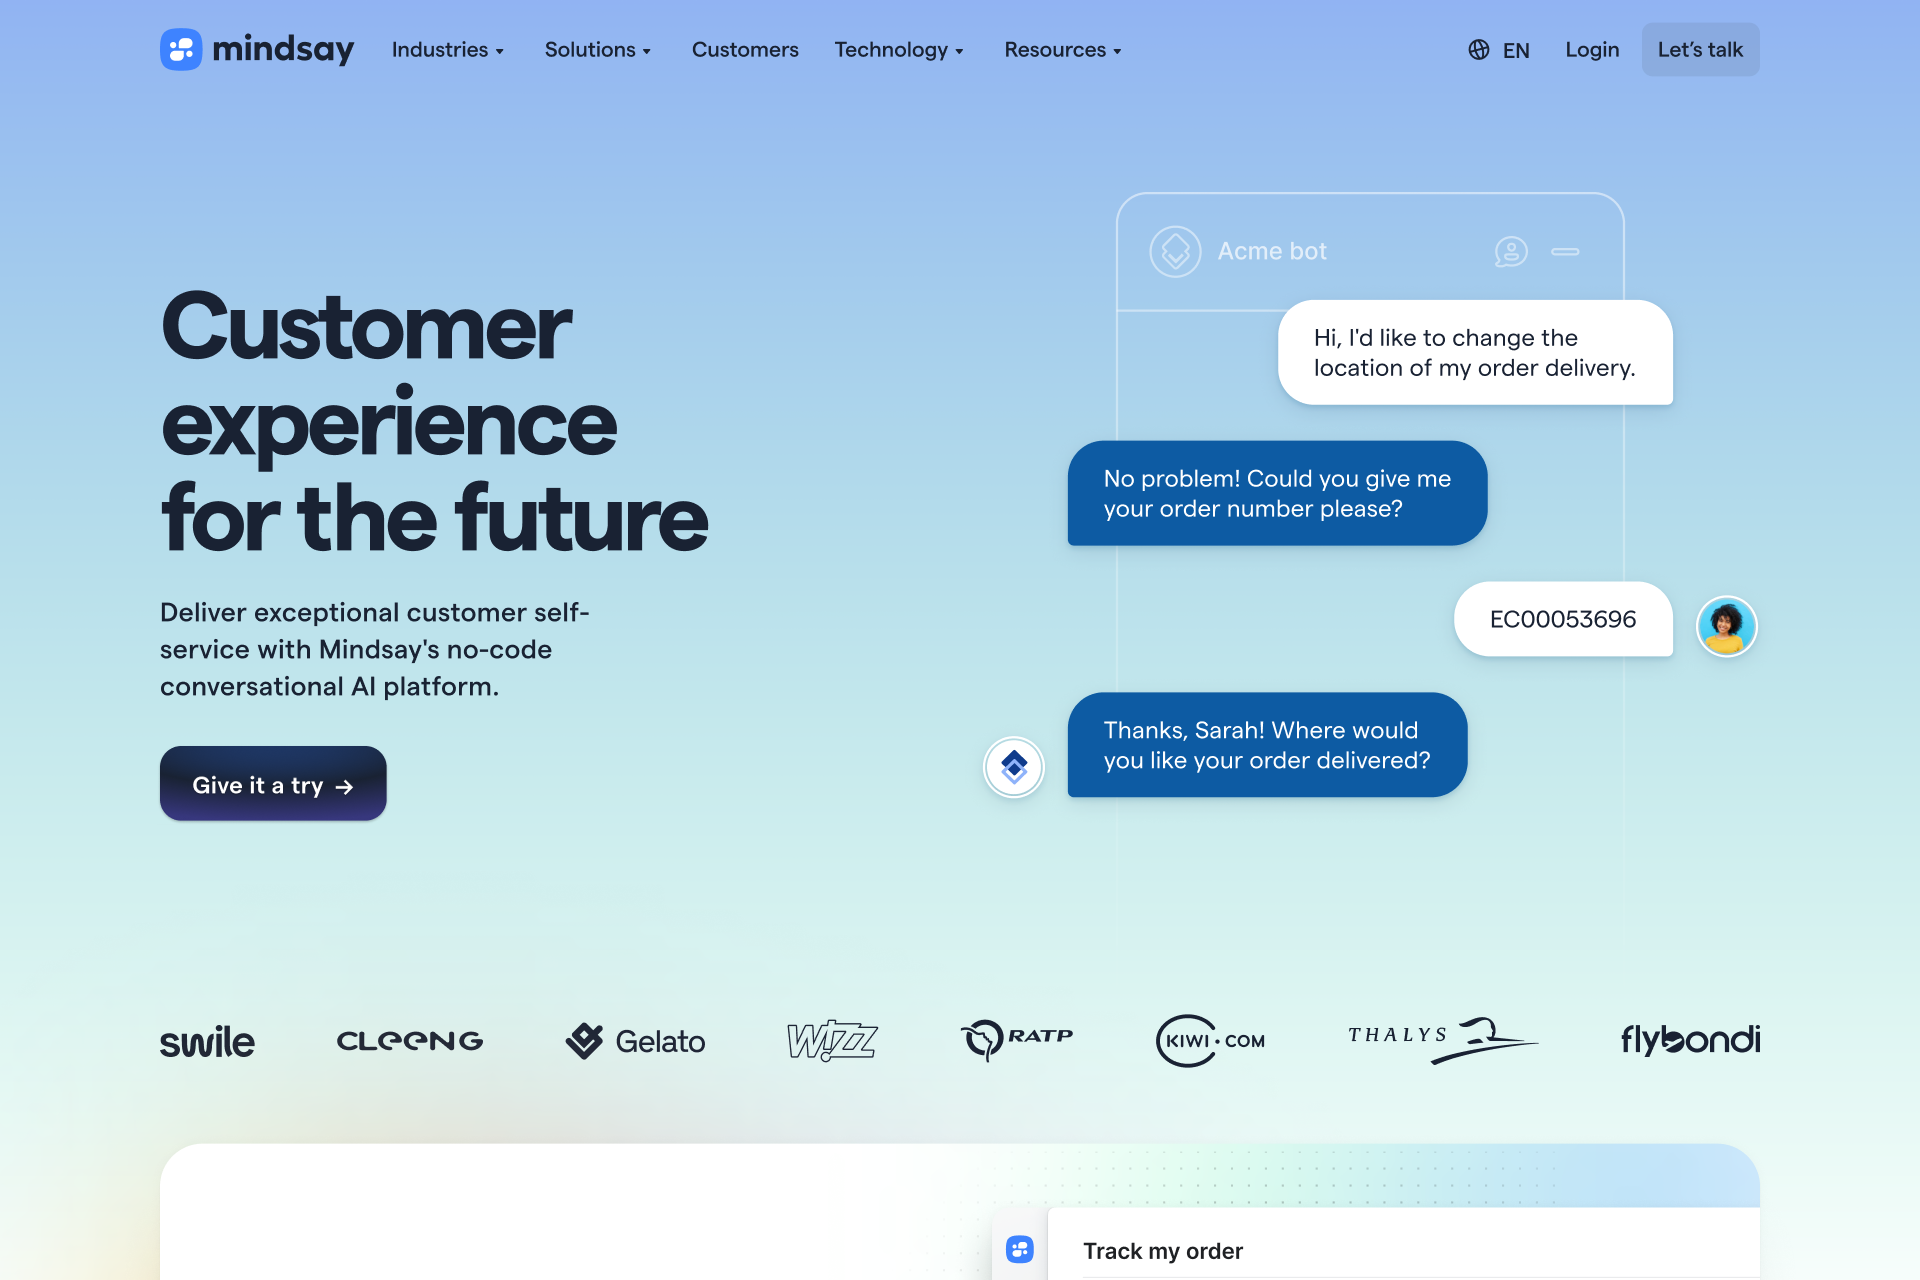 mindsay
Industries
Solutions
Customers
Technology
Resources
EN
Login
Let's talk
Customer
experience
for the future
Deliver exceptional customer self-
service with Mindsay's no-code
conversational AI platform.
Give it a try →
Acme bot
Hi, I'd like to change the
location of my order delivery.
No problem! Could you give me
your order number please?
EC00053696
Thanks, Sarah! Where would
you like your order delivered?
swile
CLEENG
Gelato
Wizz
RATP
KIWI.COM
THALYS
flybondi
Track my order